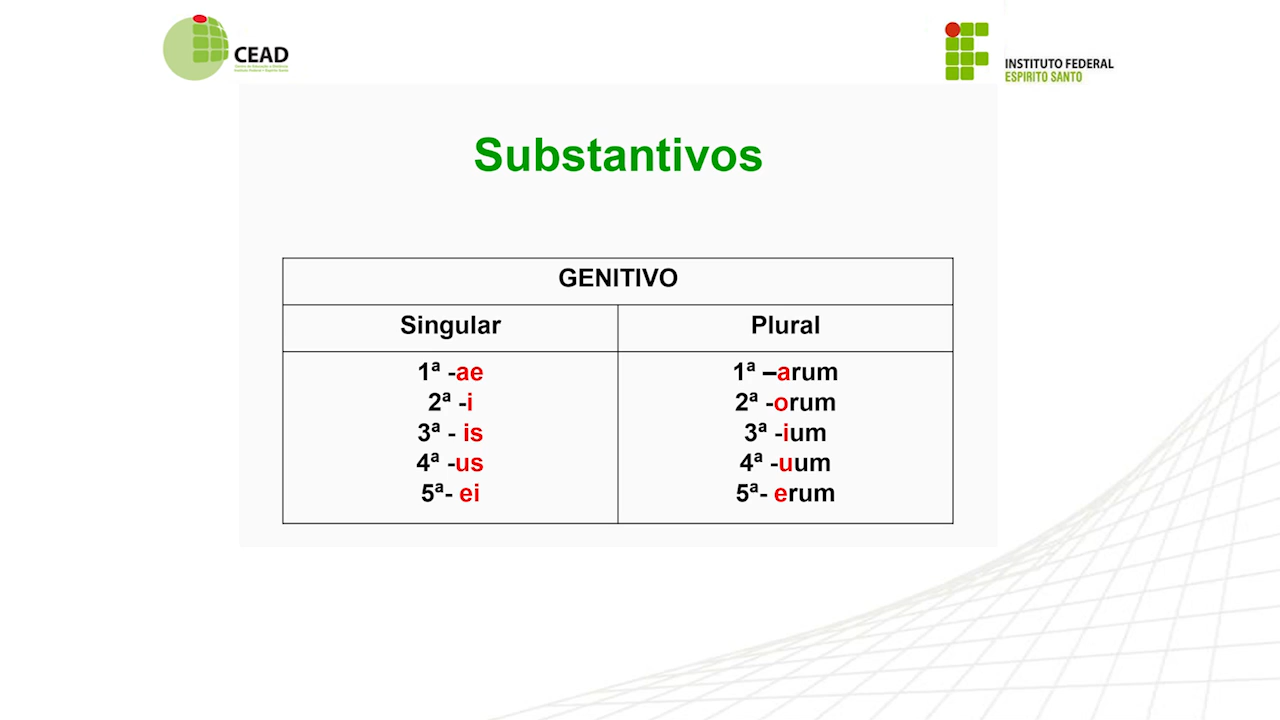 CEAD
INSTITUTO FEDERAL
ESPÍRITO SANTO
Substantivos
GENITIVO
Singular Plural
1ª -ae 1ª –arum
2ª -i 2ª -orum
3ª - is 3ª -ium
4ª -us 4ª -uum
5ª- ei 5ª- erum